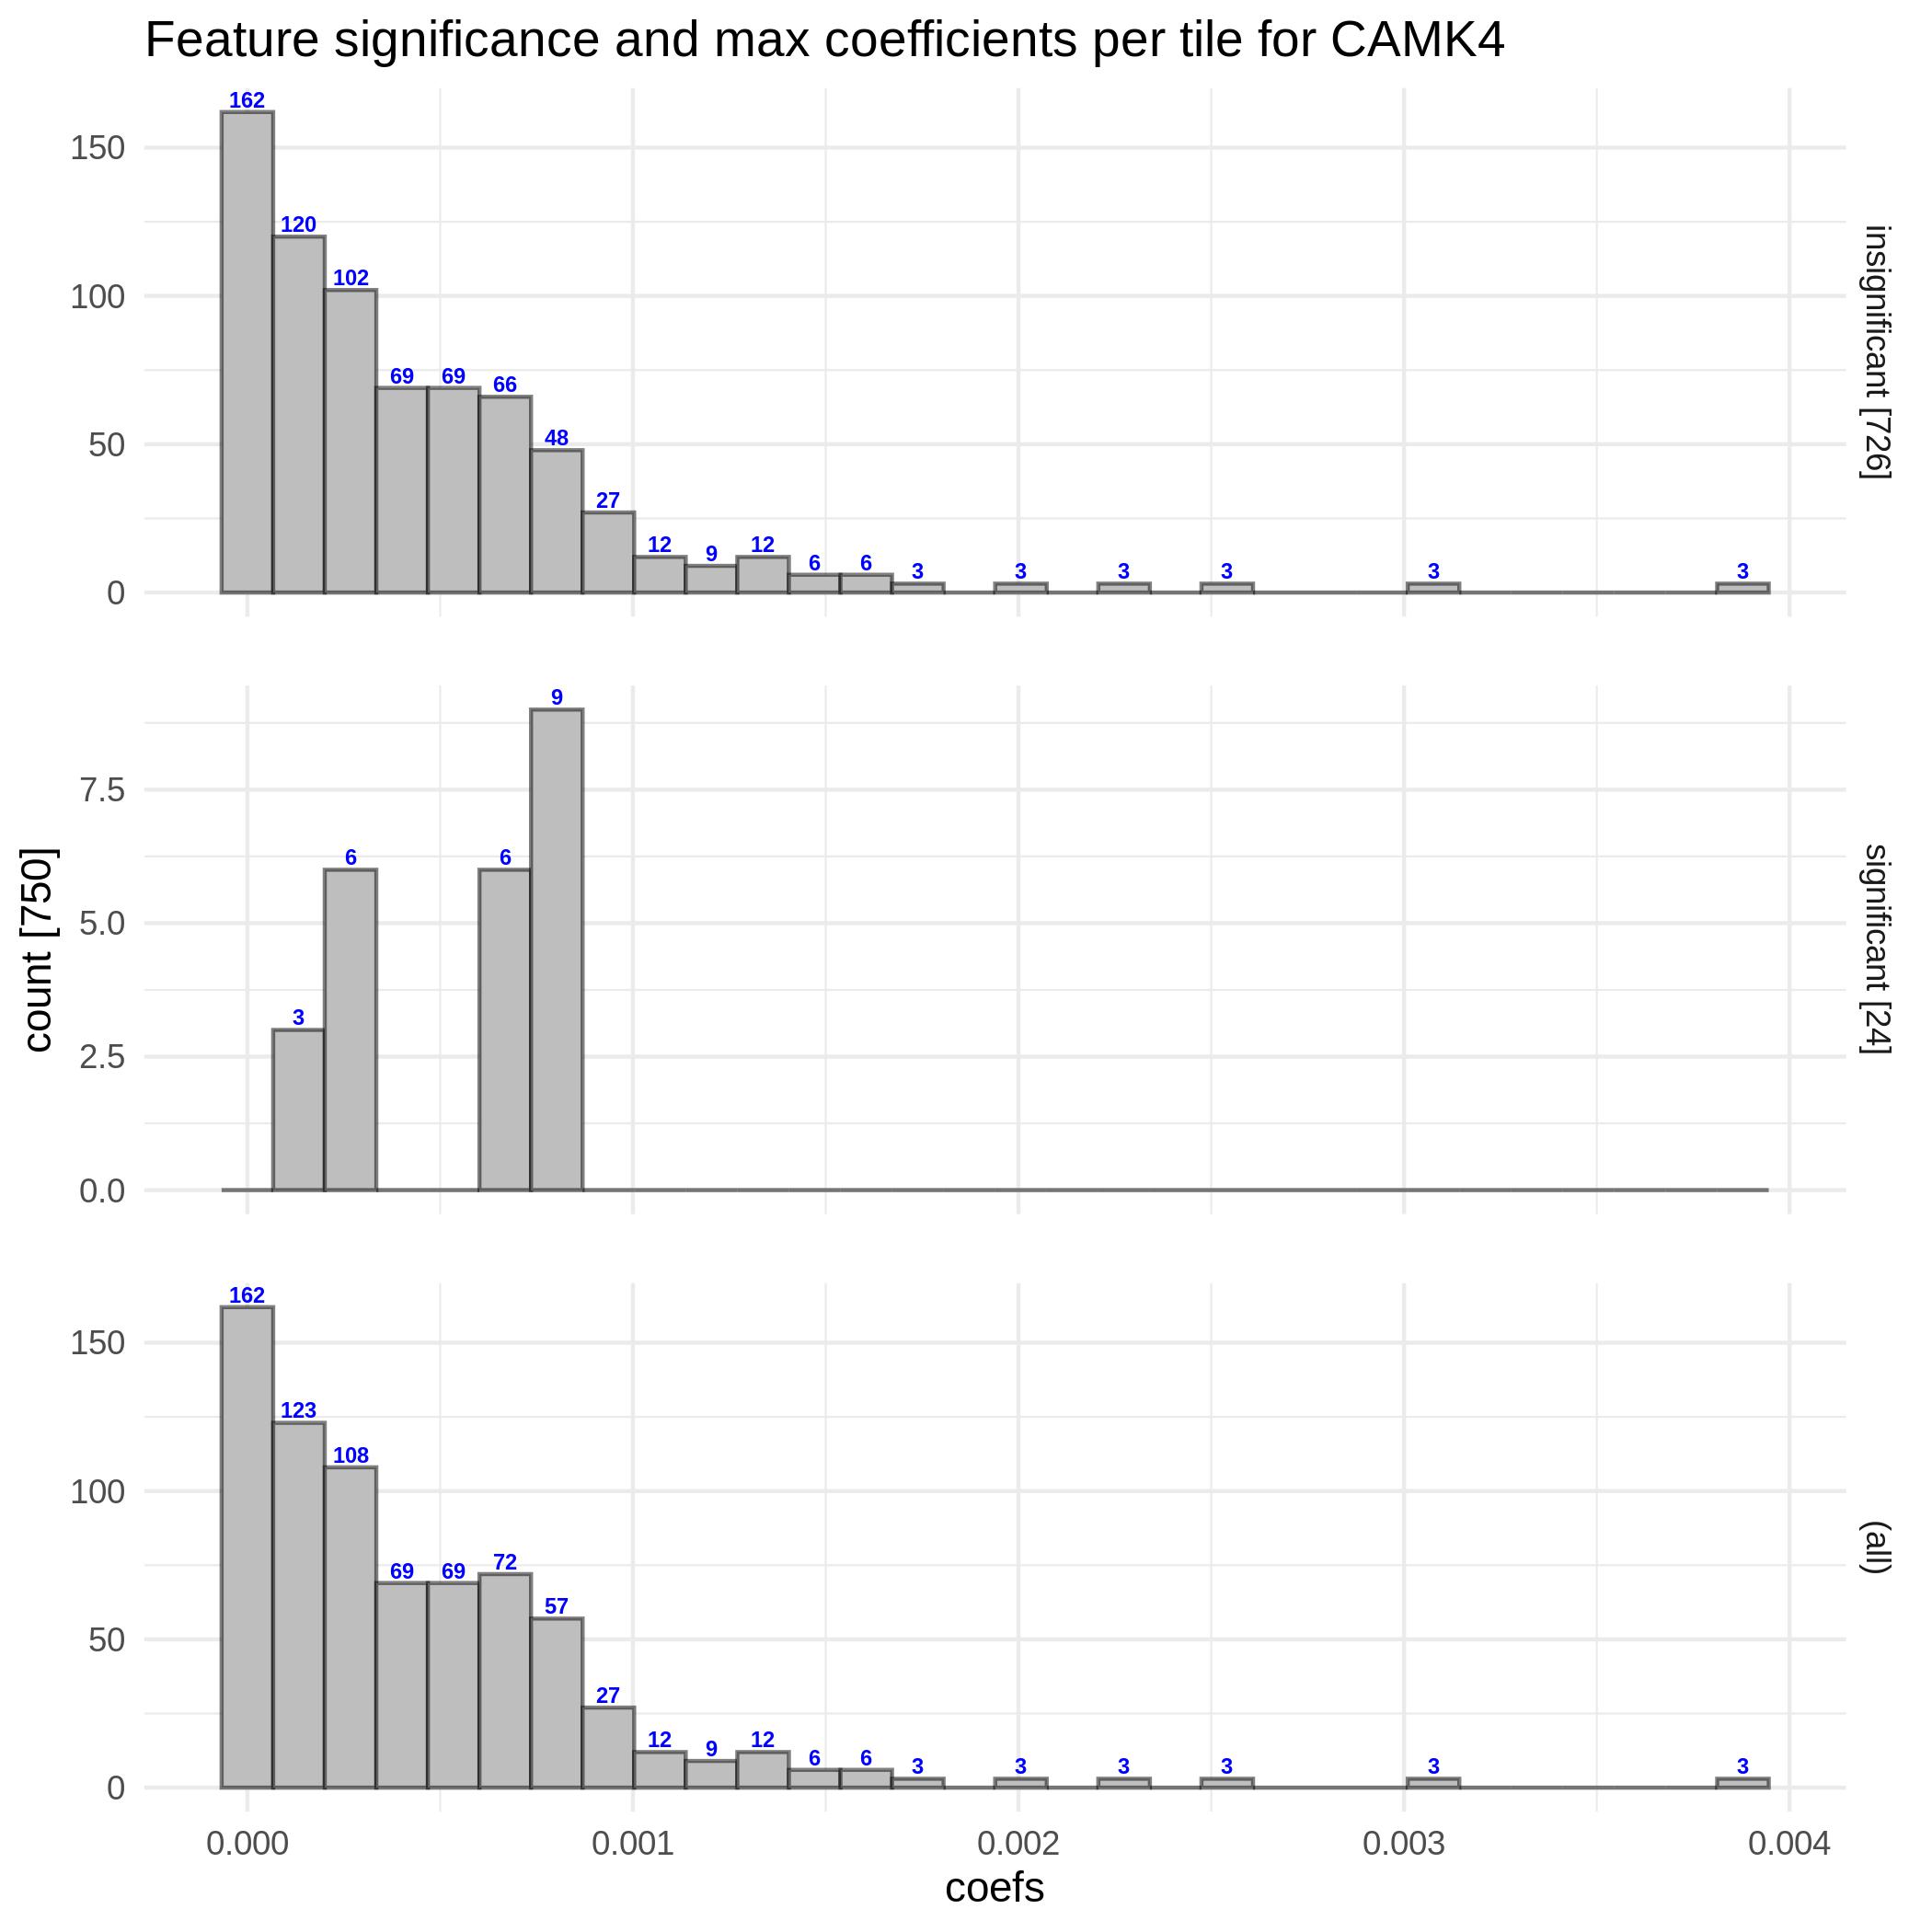 Feature significance and max coefficients per tile for CAMK4
162
150
120
102
100
69 69 66
50
48
27
12 9 12 6 6 3 3 3 3 3 3
0
insignificant [726]
9
7.5
6 6
5.0
3
2.5
0.0
significant [24]
count [750]
162
150
123
108
100
69 69 72
57
50
27
12 9 12 6 6 3 3 3 3 3 3
0
(all)
0.000 0.001 0.002 0.003 0.004
coefs